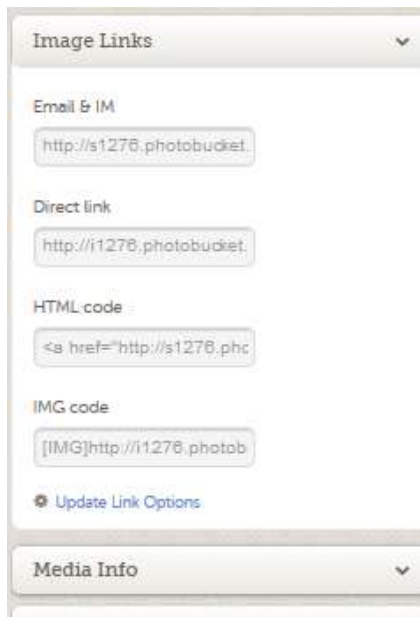 Image Links
Email & IM
http://s1276.photobucket.
Direct link
http://i1276.photobucket.
HTML code
<a href="http://s1276.phc
IMG code
[IMG]http://i1276.photob
Update Link Options
Media Info